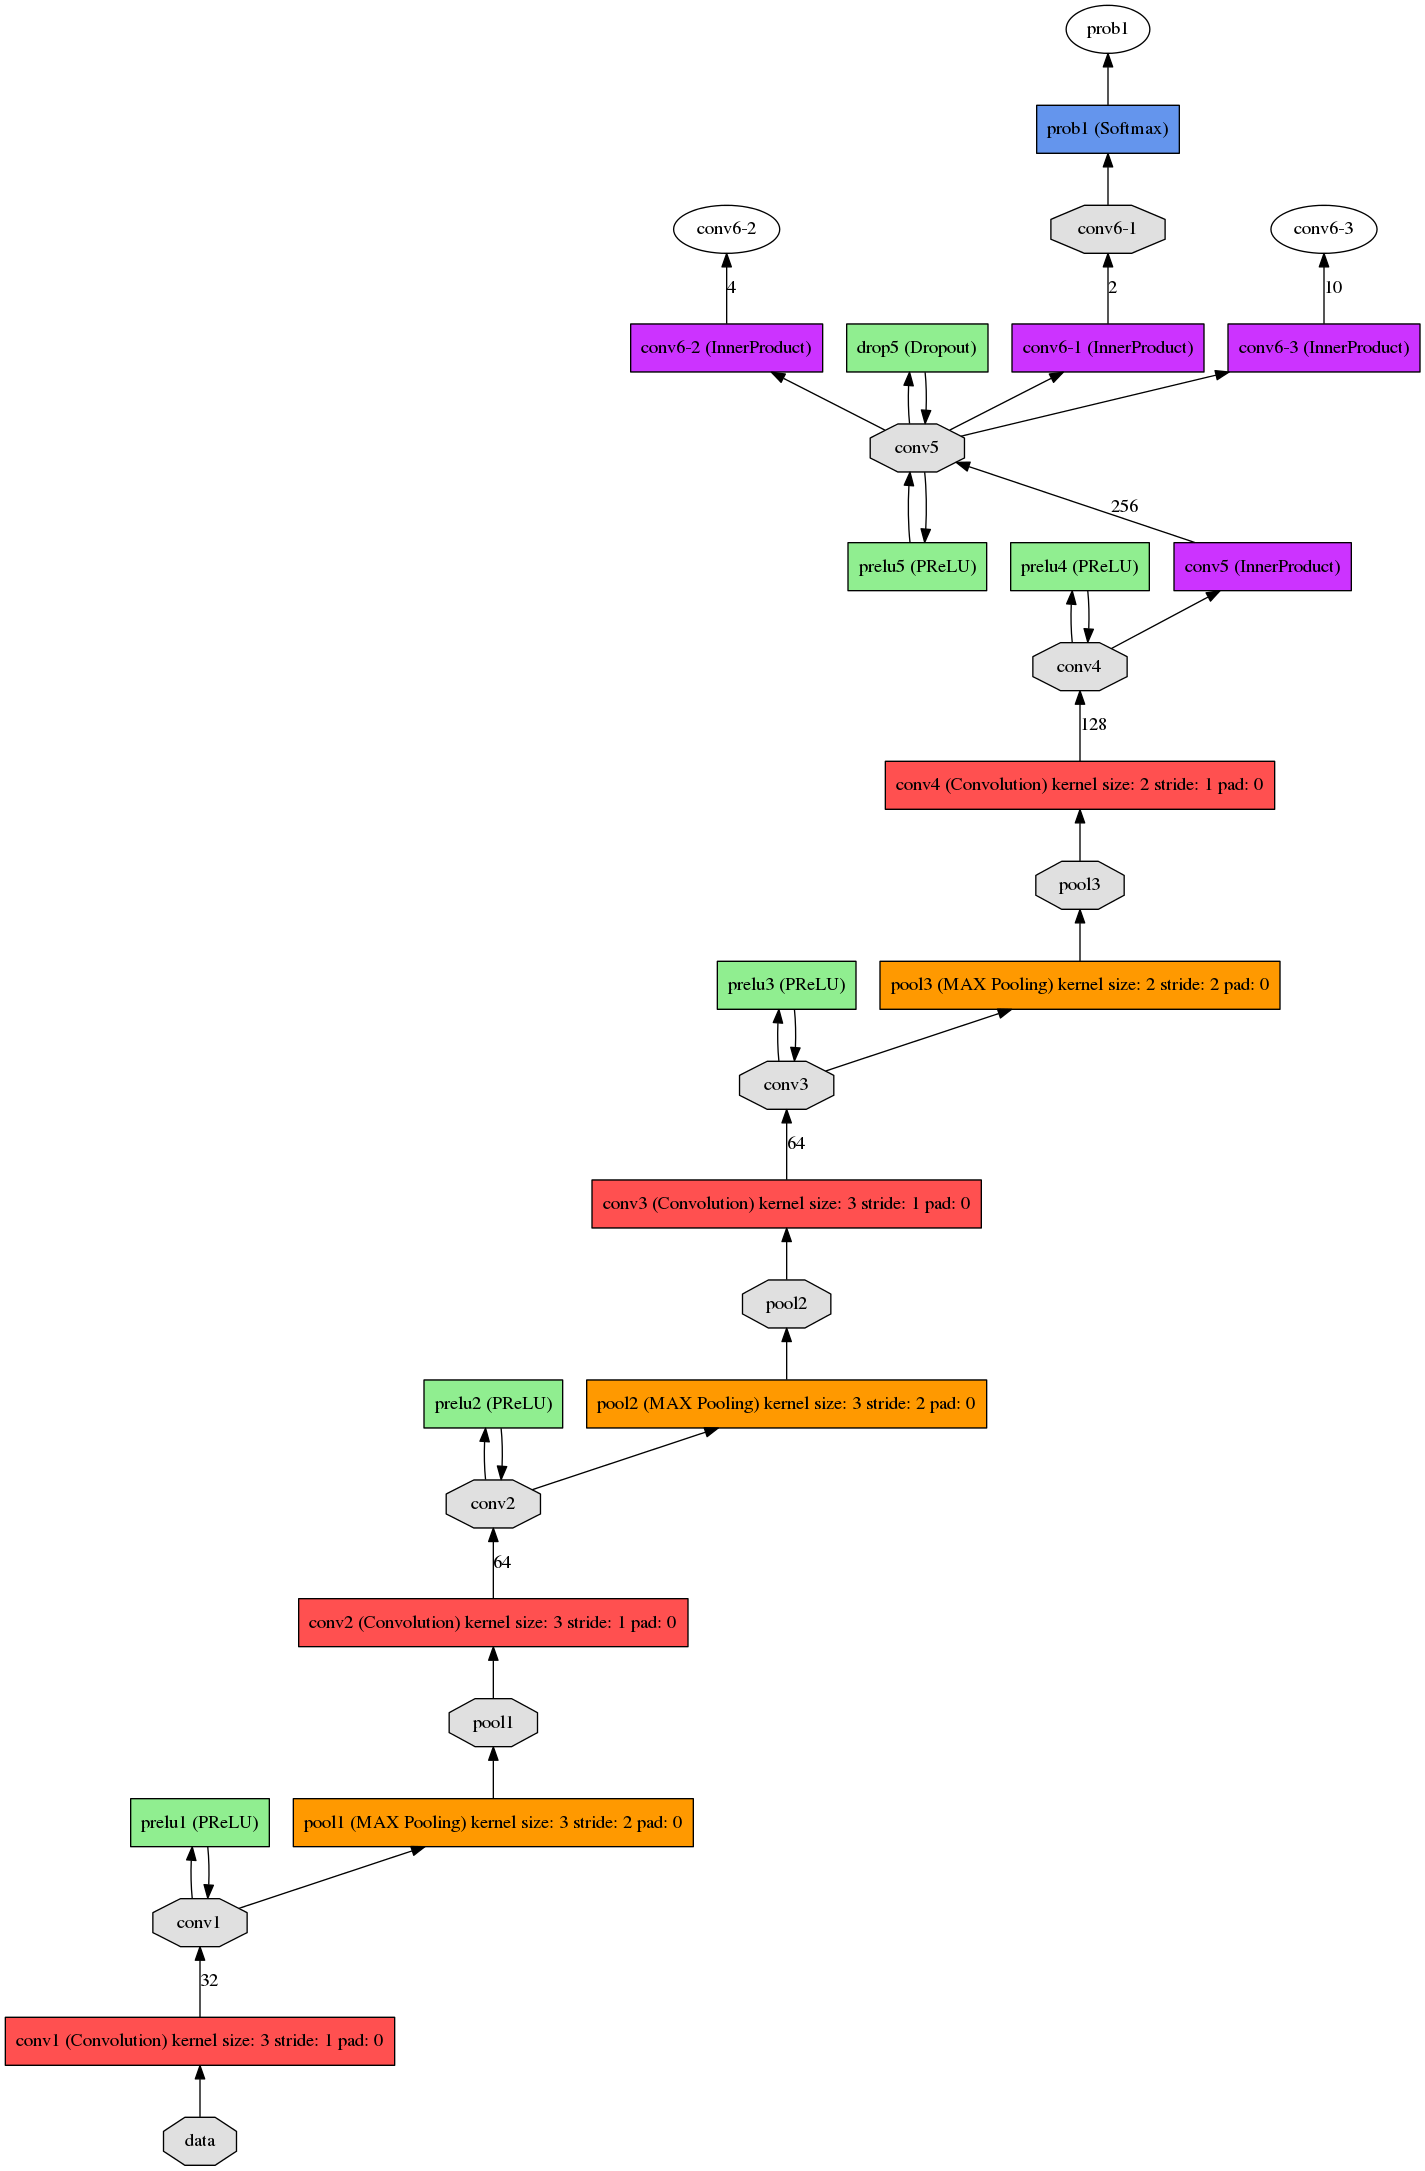 prob1
prob1 (Softmax)
conv6-2
conv6-1
conv6-3
4
2
10
conv6-2 (InnerProduct)
drop5 (Dropout)
conv6-1 (InnerProduct)
conv6-3 (InnerProduct)
conv5
256
prelu5 (PReLU)
prelu4 (PReLU)
conv5 (InnerProduct)
conv4
128
conv4 (Convolution) kernel size: 2 stride: 1 pad: 0
pool3
prelu3 (PReLU)
pool3 (MAX Pooling) kernel size: 2 stride: 2 pad: 0
conv3
64
conv3 (Convolution) kernel size: 3 stride: 1 pad: 0
pool2
prelu2 (PReLU)
pool2 (MAX Pooling) kernel size: 3 stride: 2 pad: 0
conv2
64
conv2 (Convolution) kernel size: 3 stride: 1 pad: 0
pool1
prelu1 (PReLU)
pool1 (MAX Pooling) kernel size: 3 stride: 2 pad: 0
conv1
32
conv1 (Convolution) kernel size: 3 stride: 1 pad: 0
data